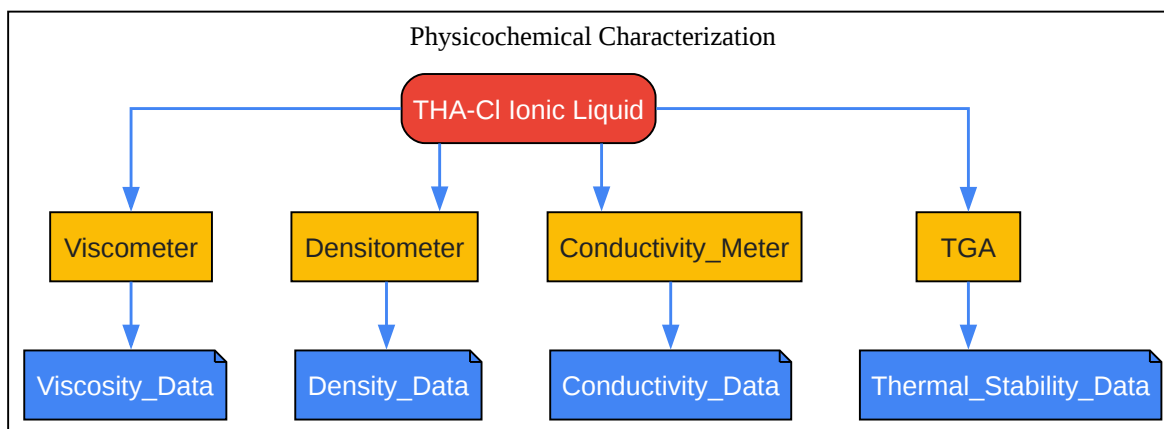 Physicochemical Characterization
THA-Cl Ionic Liquid
Viscometer
Densitometer
Conductivity_Meter
TGA
Viscosity_Data
Density_Data
Conductivity_Data
Thermal_Stability_Data